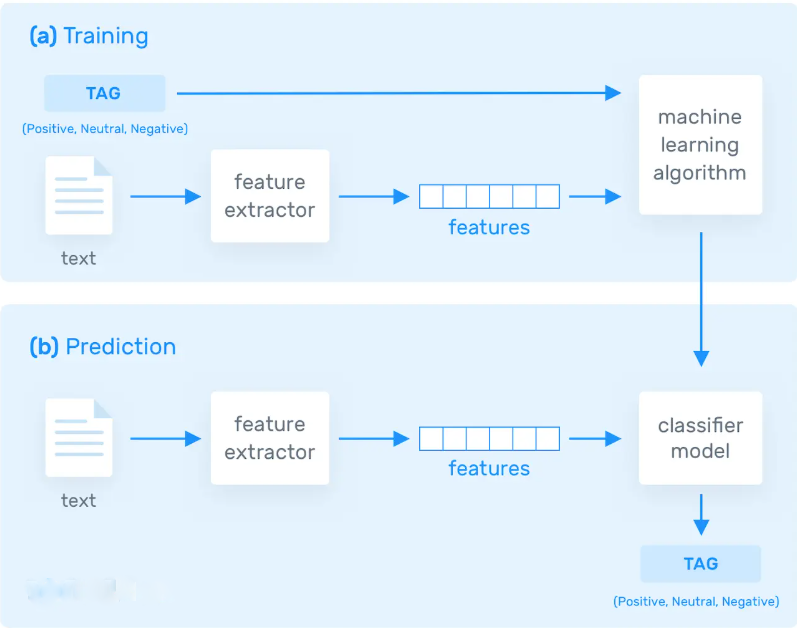 (a) Training
TAG
(Positive, Neutral, Negative)
text
feature
extractor
features
machine
learning
algorithm
(b) Prediction
text
feature
extractor
features
classifier
model
TAG
(Positive, Neutral, Negative)